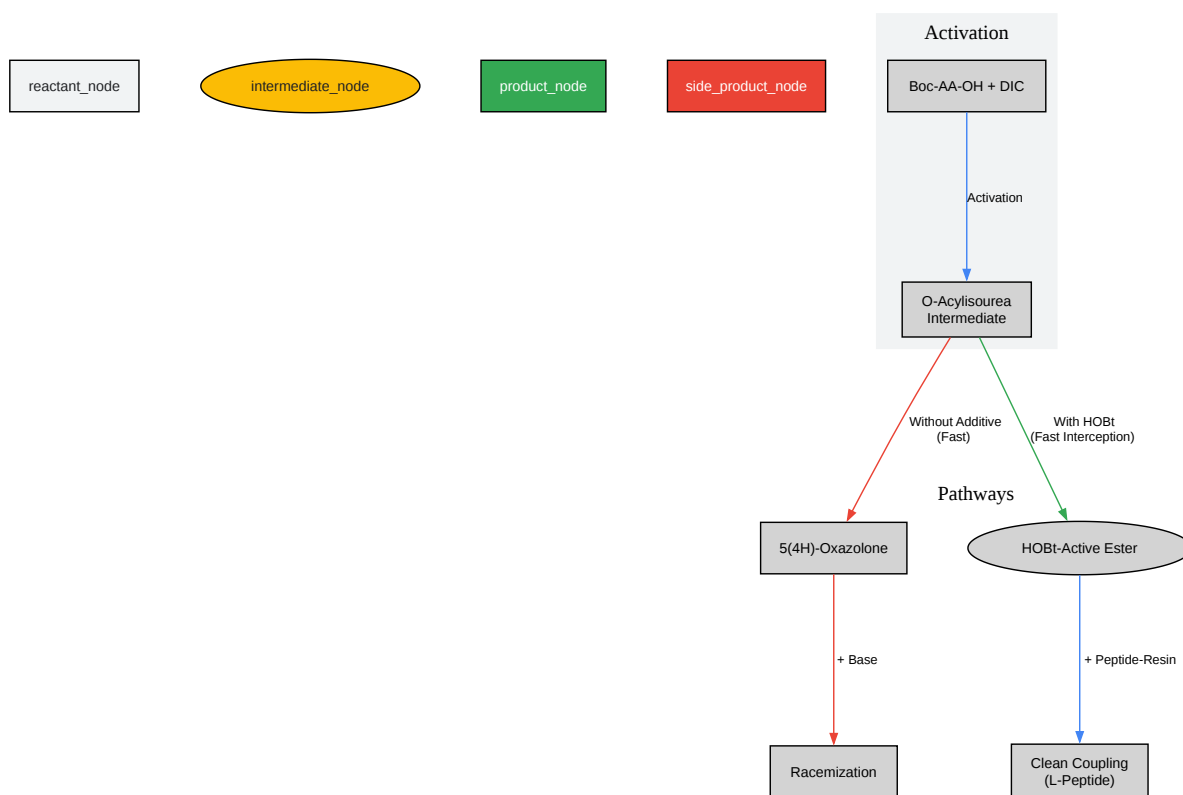 Activation
reactant_node
intermediate_node
product_node
side_product_node
Boc-AA-OH + DIC
Activation
O-Acylisourea
Intermediate
Without Additive
(Fast)
With HOBt
(Fast Interception)
Pathways
5(4H)-Oxazolone
HOBt-Active Ester
+ Base
+ Peptide-Resin
Racemization
Clean Coupling
(L-Peptide)